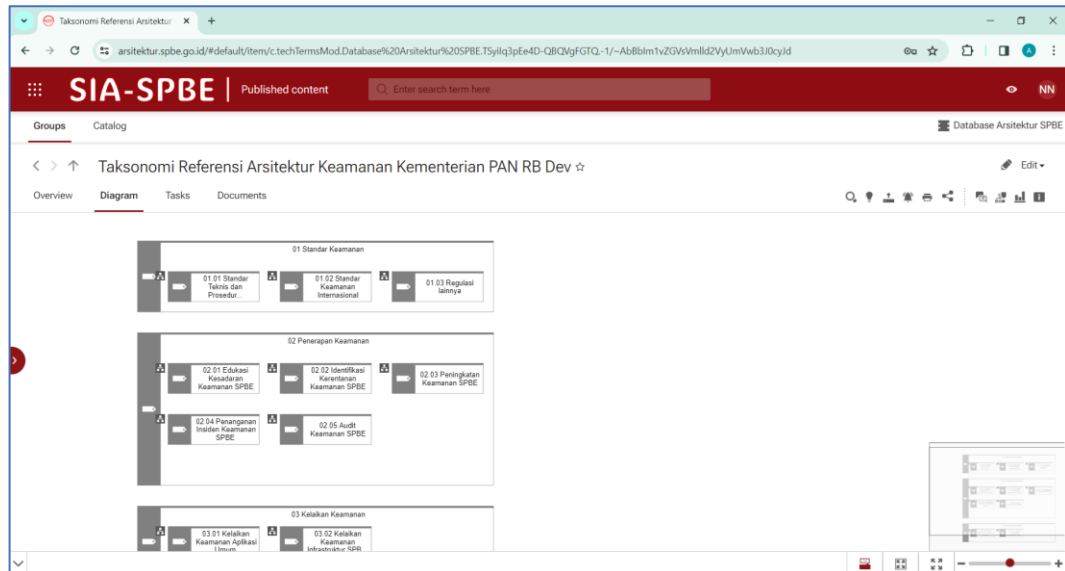 Taksonomi Referensi Arsitektur
arsitektur.spbe.go.id/#default/item/c.techTermsMod.Database%20Arsitektur%20SPBE.TSyilq3pEe4D-QBQVgFGTQ.-1/~AbBbIm1vZGVsVmlld2VyUmVwb3J0cyJd
A
SIA-SPBE
Published content
Enter search term here
NN
Groups
Catalog
Database Arsitektur SPBE
Taksonomi Referensi Arsitektur Keamanan Kementerian PAN RB Dev
Edit
Overview
Diagram
Tasks
Documents
01 Standar Keamanan
01.01 Standar
Teknis dan
Prosedur...
01.02 Standar
Keamanan
Internasional
01.03 Regulasi
lainnya
02 Penerapan Keamanan
02.01 Edukasi
Kesadaran
Keamanan SPBE
02.02 Identifikasi
Kerentanan
Keamanan SPBE
02.03 Peningkatan
Keamanan SPBE
02.04 Penanganan
Insiden Keamanan
SPBE
02.05 Audit
Keamanan SPBE
03 Kelaikan Keamanan
03.01 Kelaikan
Keamanan Aplikasi
Umum
03.02 Kelaikan
Keamanan
Infrastruktur SPB